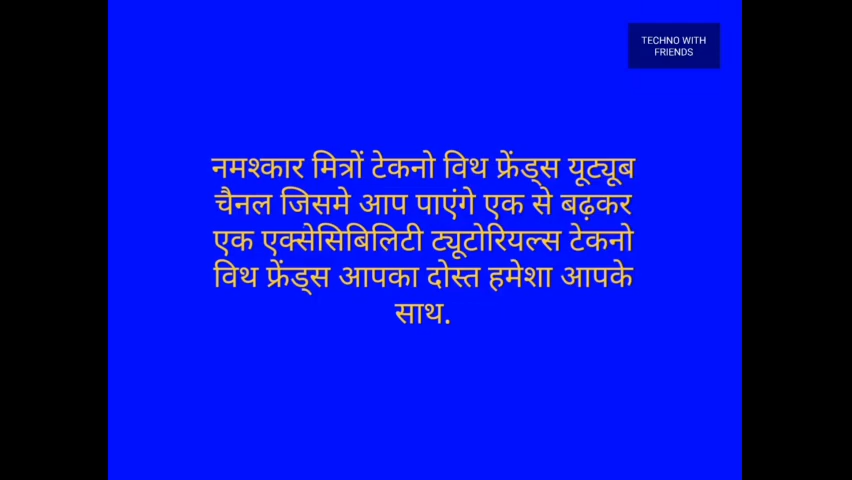 TECHNO WITH
FRIENDS
नमश्कार मित्रों टेकनो विथ फ्रेंड्स यूट्यूब
चैनल जिसमे आप पाएंगे एक से बढ़कर
एक एक्सेसिबिलिटी ट्यूटोरियल्स टेकनो
विथ फ्रेंड्स आपका दोस्त हमेशा आपके
साथ.